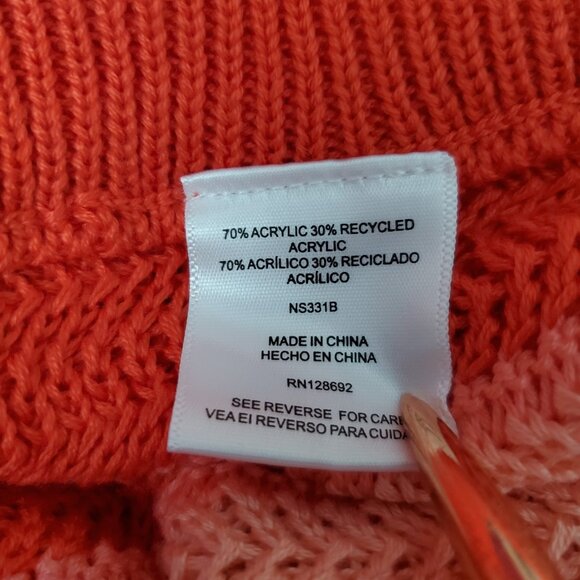 70% ACRYLIC 30% RECYCLED
ACRYLIC
70% ACRÍLICO 30% RECICLADO
ACRÍLICO
NS331B
MADE IN CHINA
HECHO EN CHINA
RN128692
SEE REVERSE FOR CARE
VEA EI REVERSO PARA CUIDA